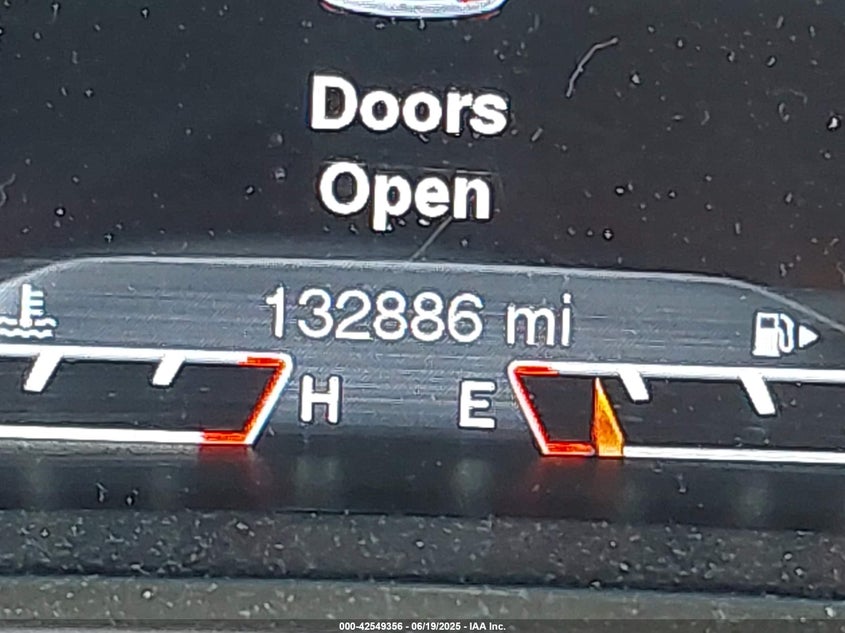 Doors
Open
132886 mi
H E
000-42549356 - 06/19/2025 - IAA Inc.